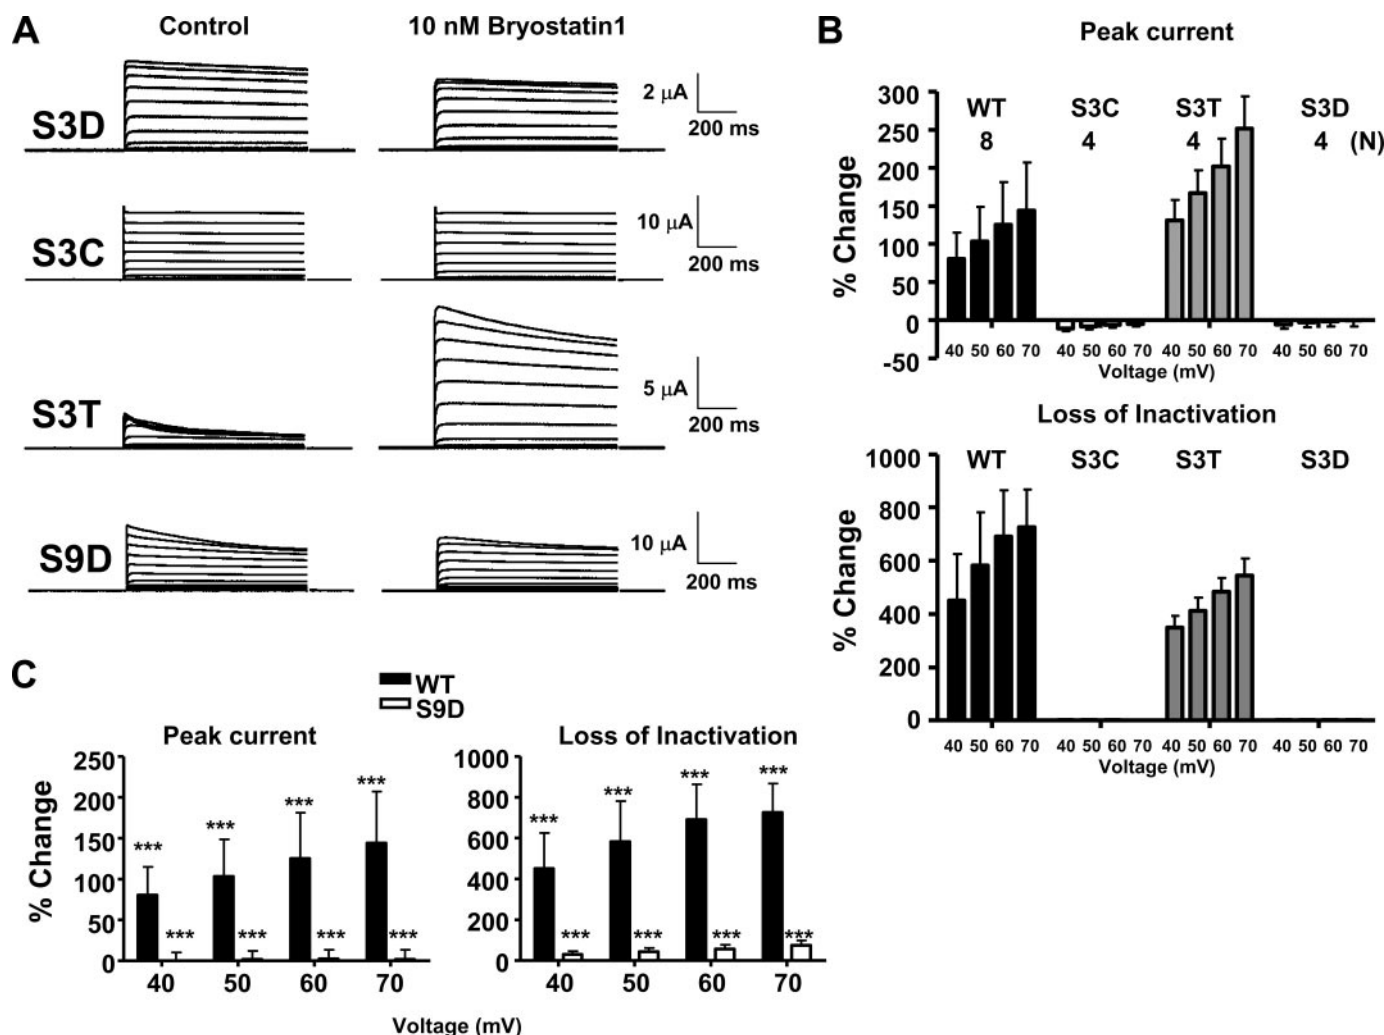 A
Control
10 nM Bryostatin1
S3D
2 μA
200 ms
S3C
10 μA
200 ms
S3T
5 μA
200 ms
S9D
10 μA
200 ms
B
Peak current
WT S3C S3T S3D
8 4 4 4 (N)
% Change
300
250
200
150
100
50
0
-50
40 50 60 70 40 50 60 70 40 50 60 70 40 50 60 70
Voltage (mV)
Loss of Inactivation
WT S3C S3T S3D
% Change
1000
800
600
400
200
0
40 50 60 70 40 50 60 70 40 50 60 70 40 50 60 70
Voltage (mV)
C
WT
S9D
Peak current
% Change
250
200
150
100
50
0
*** *** *** ***
*** *** *** ***
40 50 60 70
Loss of Inactivation
1000
800
600
400
200
0
*** *** *** ***
*** *** *** ***
40 50 60 70
Voltage (mV)